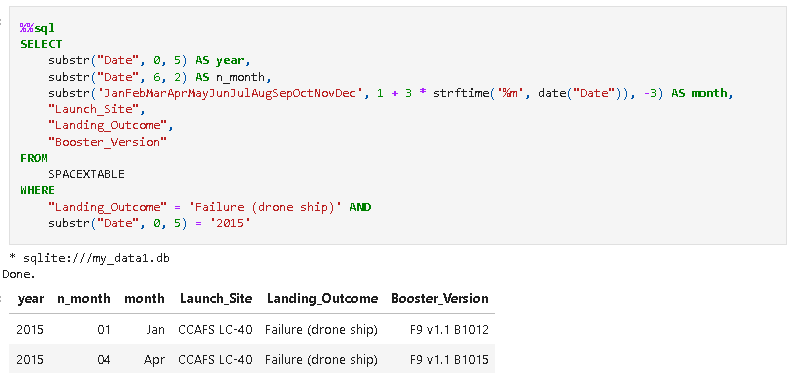 %%sql
SELECT
    substr("Date", 0, 5) AS year,
    substr("Date", 6, 2) AS n_month,
    substr('JanFebMarAprMayJunJulAugSepOctNovDec', 1 + 3 * strftime('%m', date("Date")), -3) AS month,
    "Launch_Site",
    "Landing_Outcome",
    "Booster_Version"
FROM
    SPACEXTABLE
WHERE
    "Landing_Outcome" = 'Failure (drone ship)' AND
    substr("Date", 0, 5) = '2015'
* sqlite:///my_data1.db
Done.
year n_month month Launch_Site Landing_Outcome Booster_Version
2015 01 Jan CCAFS LC-40 Failure (drone ship) F9 v1.1 B1012
2015 04 Apr CCAFS LC-40 Failure (drone ship) F9 v1.1 B1015